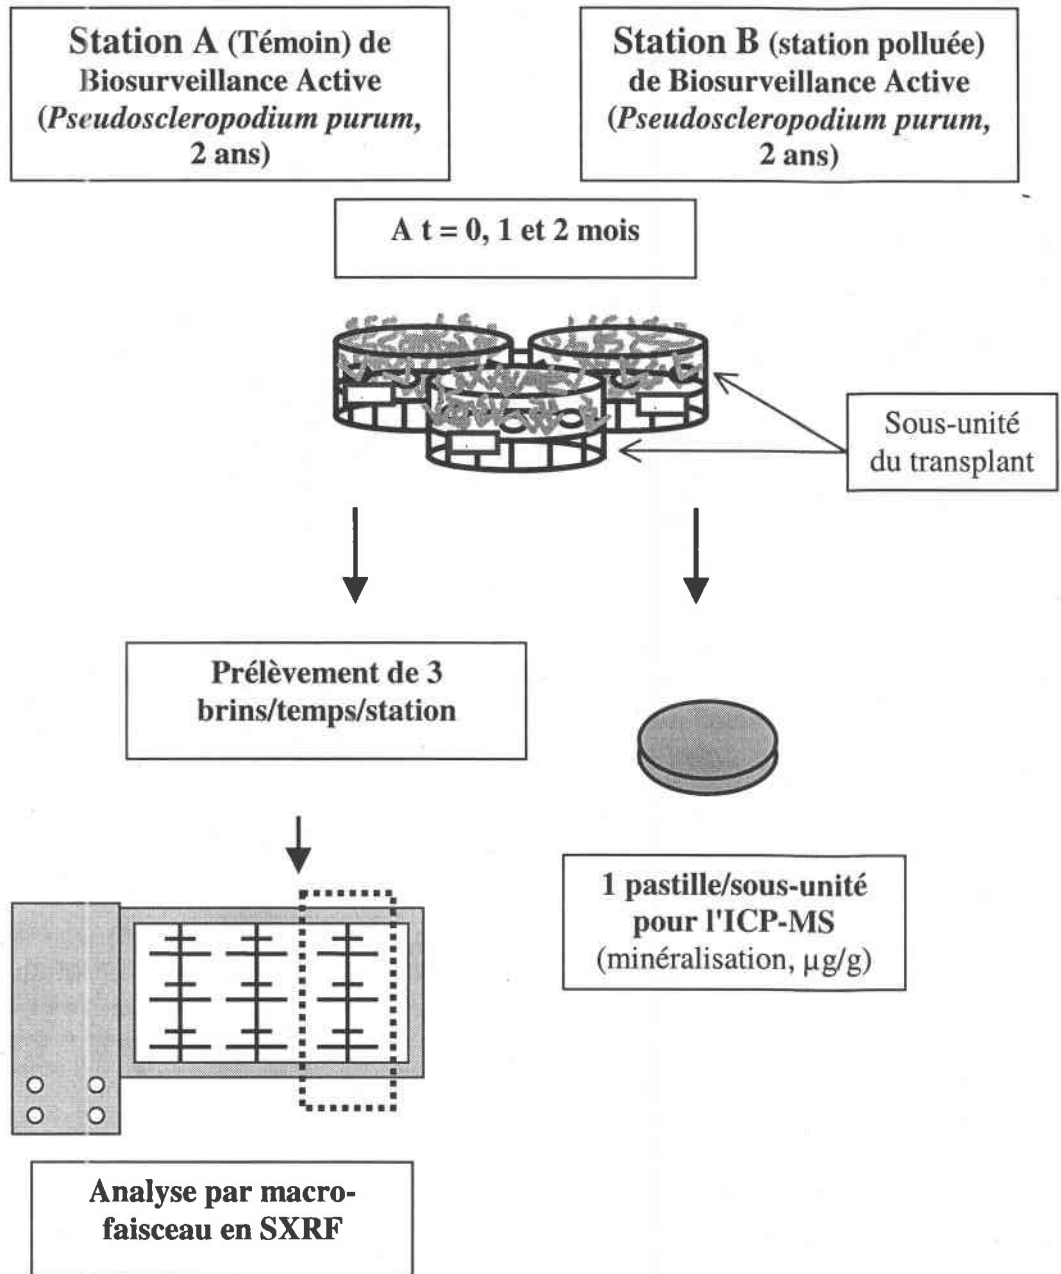 Station A (Témoin) de
Biosurveillance Active
(Pseudoscleropodium purum,
2 ans)
Station B (station polluée)
de Biosurveillance Active
(Pseudoscleropodium purum,
2 ans)
A t = 0, 1 et 2 mois
Sous-unité
du transplant
Prélèvement de 3
brins/temps/station
1 pastille/sous-unité
pour l'ICP-MS
(minéralisation, µg/g)
Analyse par macro-
faisceau en SXRF